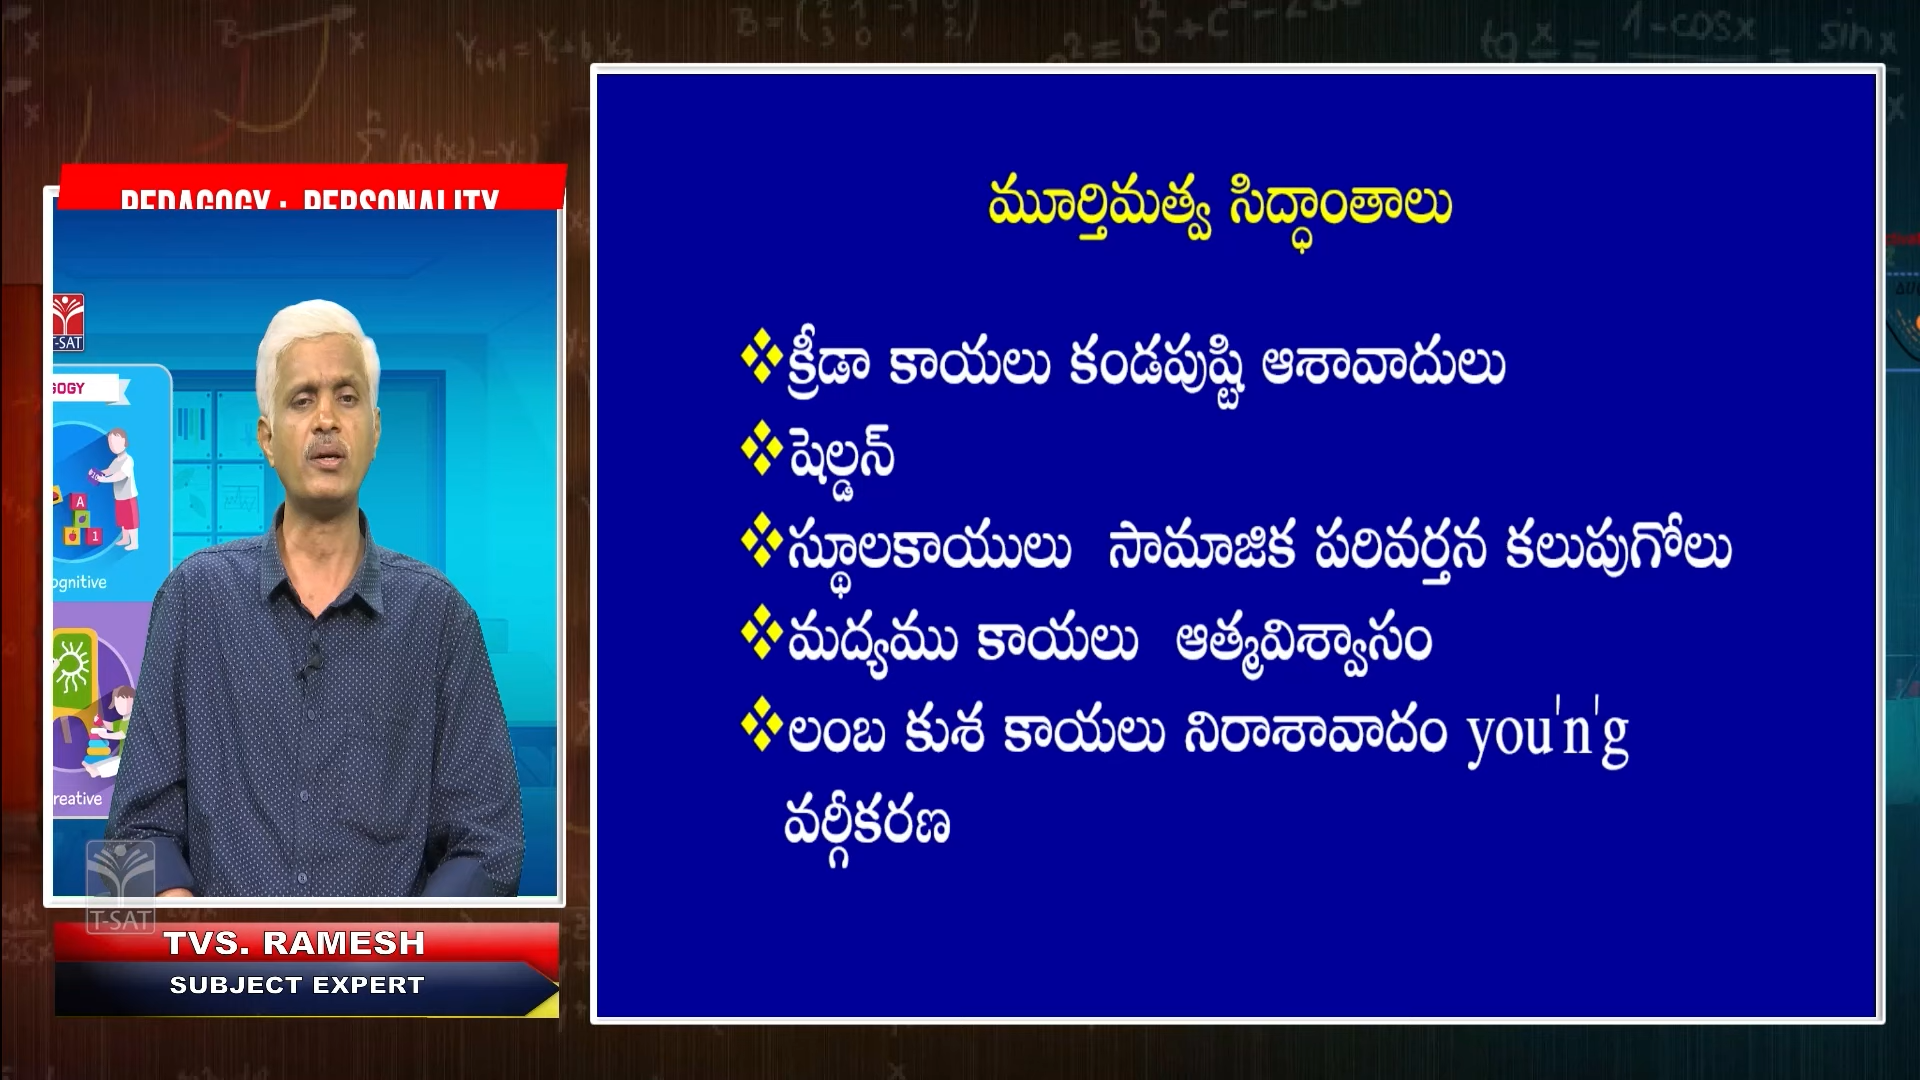 PEDAGOGY : PERSONALITY
T-SAT
GOGY
ognitive
reative
T-SAT
TVS. RAMESH
SUBJECT EXPERT
మూర్తిమత్వ సిద్ధాంతాలు
❖క్రీడా కాయలు కండపుష్టి ఆశావాదులు
❖షెల్డన్
❖స్థూలకాయులు సామాజిక పరివర్తన కలుపుగోలు
❖మద్యము కాయలు ఆత్మవిశ్వాసం
❖లంబ కుశ కాయలు నిరాశావాదం you'n'g
వర్గీకరణ